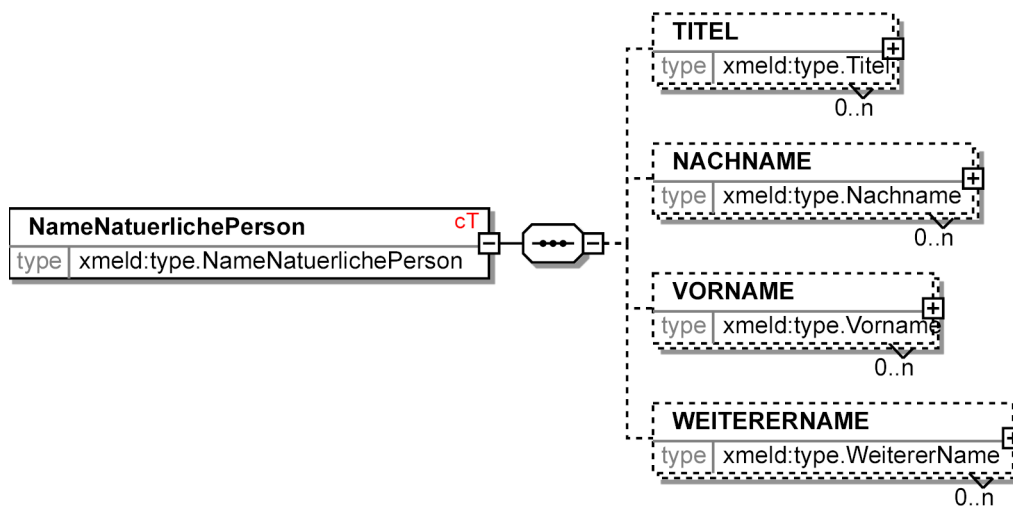 TITEL
type xmeld:type.Titel
0..n
NACHNAME
type xmeld:type.Nachname
0..n
NameNatuerlichePerson cT
type xmeld:type.NameNatuerlichePerson
VORNAME
type xmeld:type.Vorname
0..n
WEITERERNAME
type xmeld:type.WeitererName
0..n